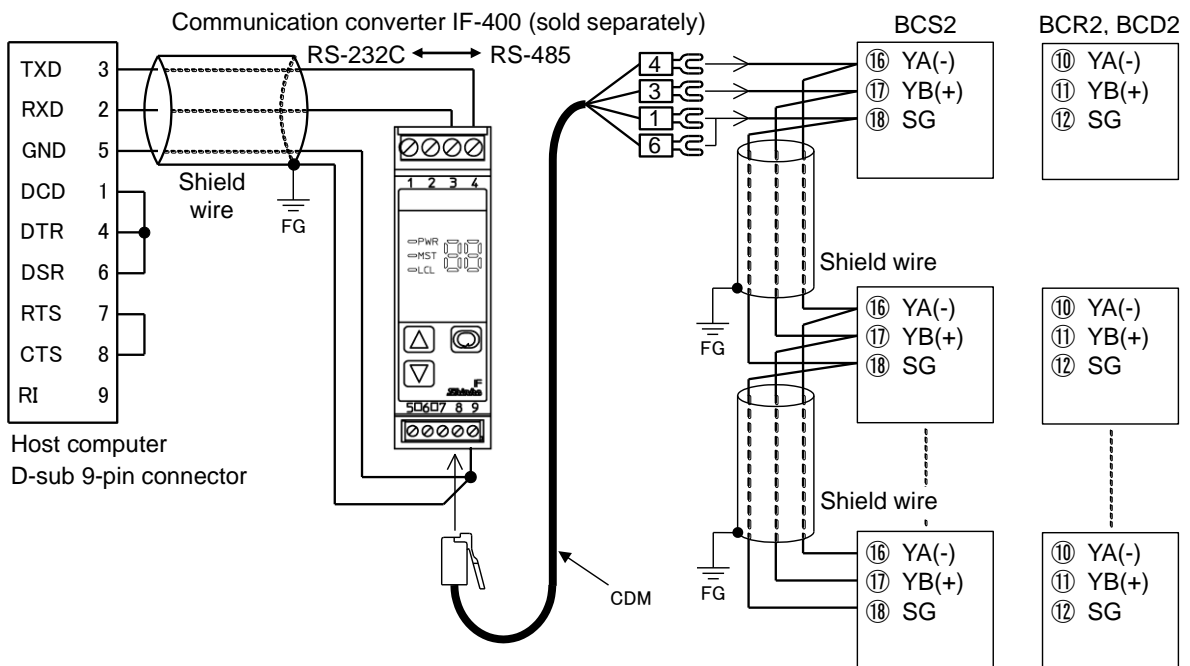 Communication converter IF-400 (sold separately)
RS-232C RS-485
BCS2
BCR2, BCD2
TXD 3
RXD 2
GND 5
DCD 1
DTR 4
DSR 6
RTS 7
CTS 8
RI 9
Host computer
D-sub 9-pin connector
Shield
wire
FG
1 2 3 4
PWR
MST
LCL
88
IF
Shinko
5 6 7 8 9
CDM
4
3
1
6
⑯ YA(-)
⑰ YB(+)
⑱ SG
⑩ YA(-)
⑪ YB(+)
⑫ SG
Shield wire
FG
⑯ YA(-)
⑰ YB(+)
⑱ SG
⑩ YA(-)
⑪ YB(+)
⑫ SG
Shield wire
FG
⑯ YA(-)
⑰ YB(+)
⑱ SG
⑩ YA(-)
⑪ YB(+)
⑫ SG